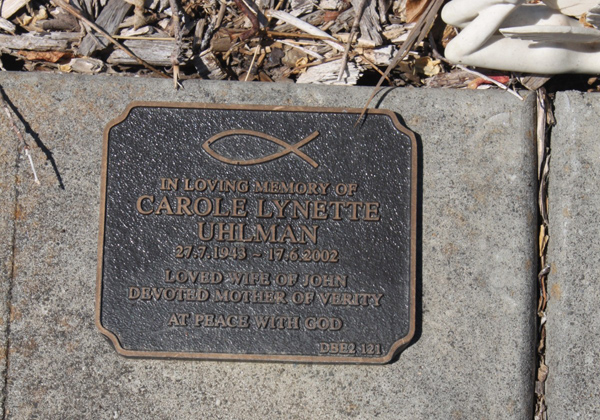 IN LOVING MEMORY OF
CAROLE LYNETTE
UHLMAN
27.7.1943 - 17.6.2002
LOVED WIFE OF JOHN
DEVOTED MOTHER OF VERITY
AT PEACE WITH GOD
DSE2 121